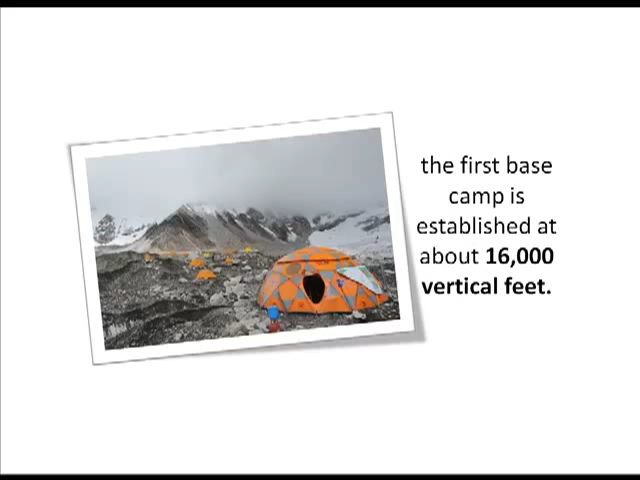 the first base
camp is
established at
about 16,000
vertical feet.